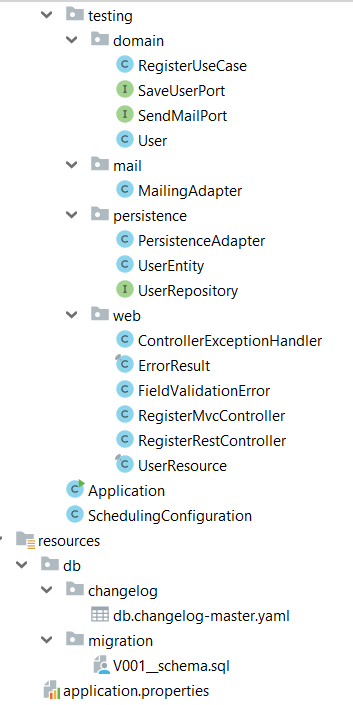 testing
domain
C RegisterUseCase
I SaveUserPort
I SendMailPort
C User
mail
C MailingAdapter
persistence
C PersistenceAdapter
C UserEntity
I UserRepository
web
C ControllerExceptionHandler
C ErrorResult
C FieldValidationError
C RegisterMvcController
C RegisterRestController
C UserResource
C Application
C SchedulingConfiguration
resources
db
changelog
db.changelog-master.yaml
migration
V001__schema.sql
application.properties